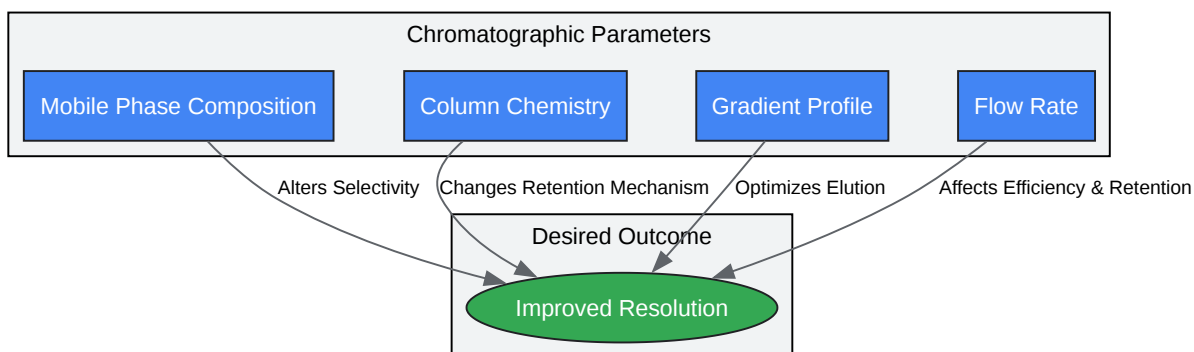 Chromatographic Parameters
Mobile Phase Composition
Column Chemistry
Gradient Profile
Flow Rate
Alters Selectivity
Changes Retention Mechanism
Optimizes Elution
Affects Efficiency & Retention
Desired Outcome
Improved Resolution